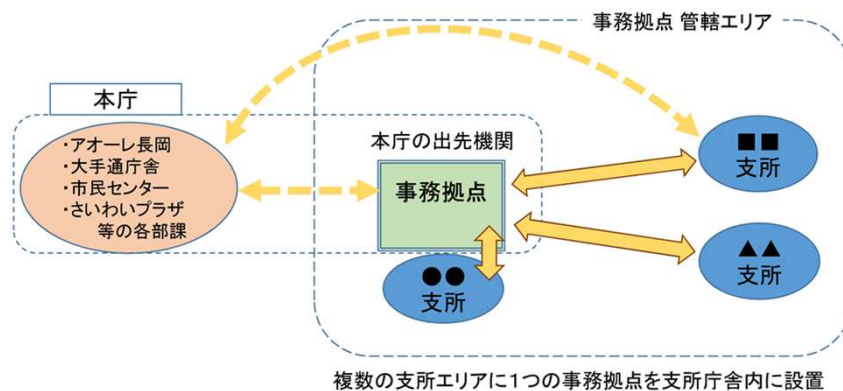 事務拠点 管轄エリア
本庁
・アオーレ長岡
・大手通庁舎
・市民センター
・さいわいプラザ
等の各部課
本庁の出先機関
事務拠点
■■
支所
▲▲
支所
●●
支所
複数の支所エリアに１つの事務拠点を支所庁舎内に設置